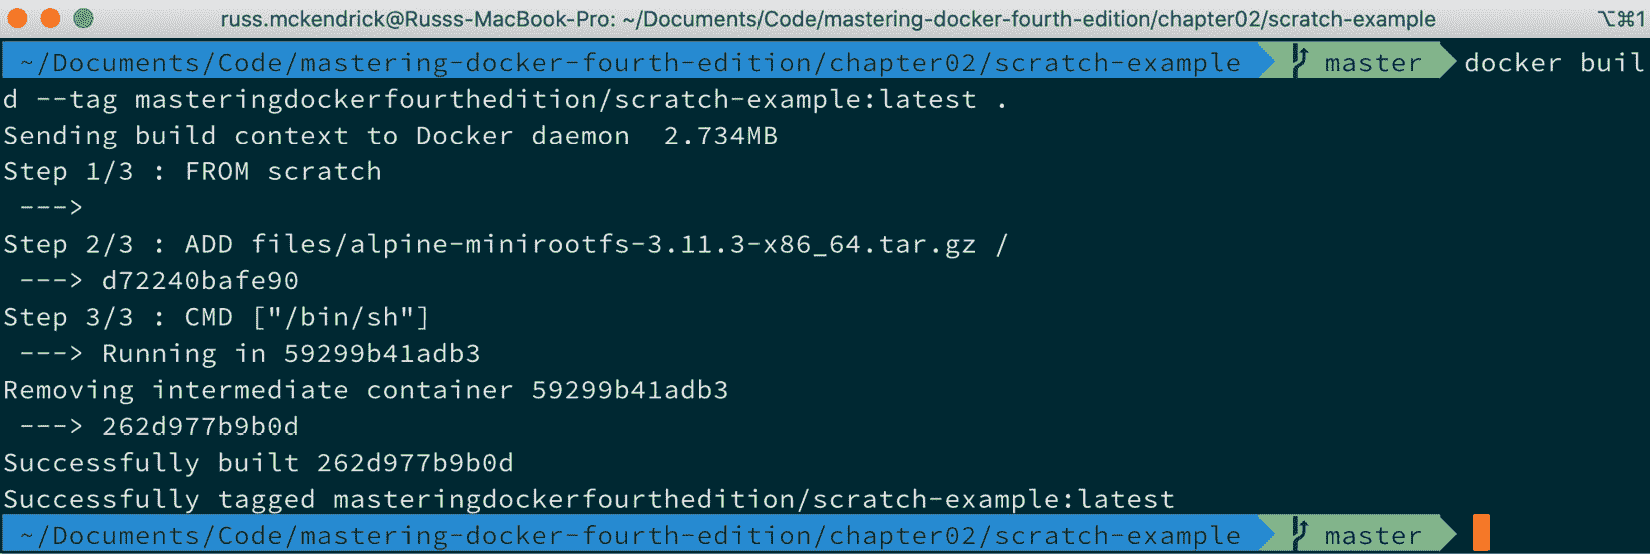 russ.mckendrick@Russs-MacBook-Pro: ~/Documents/Code/mastering-docker-fourth-edition/chapter02/scratch-example ⌥⌘1
~/Documents/Code/mastering-docker-fourth-edition/chapter02/scratch-example master docker buil
d --tag masteringdockerfourthedition/scratch-example:latest .
Sending build context to Docker daemon  2.734MB
Step 1/3 : FROM scratch
 --->
Step 2/3 : ADD files/alpine-minirootfs-3.11.3-x86_64.tar.gz /
 ---> d72240bafe90
Step 3/3 : CMD ["/bin/sh"]
 ---> Running in 59299b41adb3
Removing intermediate container 59299b41adb3
 ---> 262d977b9b0d
Successfully built 262d977b9b0d
Successfully tagged masteringdockerfourthedition/scratch-example:latest
~/Documents/Code/mastering-docker-fourth-edition/chapter02/scratch-example master